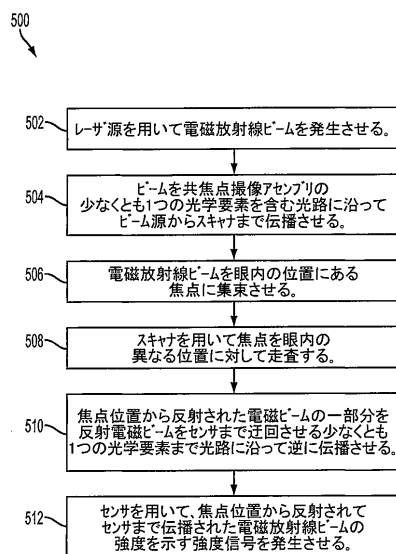 500
502
レーザ源を用いて電磁放射線ビームを発生させる。
504
ビームを共焦点撮像アセンブリの
少なくとも1つの光学要素を含む光路に沿って
ビーム源からスキャナまで伝播させる。
506
電磁放射線ビームを眼内の位置にある
焦点に集束させる。
508
スキャナを用いて焦点を眼内の
異なる位置に対して走査する。
510
焦点位置から反射された電磁ビームの一部分を
反射電磁ビームをセンサまで迂回させる少なくとも
1つの光学要素まで光路に沿って逆に伝播させる。
512
センサを用いて、焦点位置から反射されて
センサまで伝播された電磁放射線ビームの
強度を示す強度信号を発生させる。